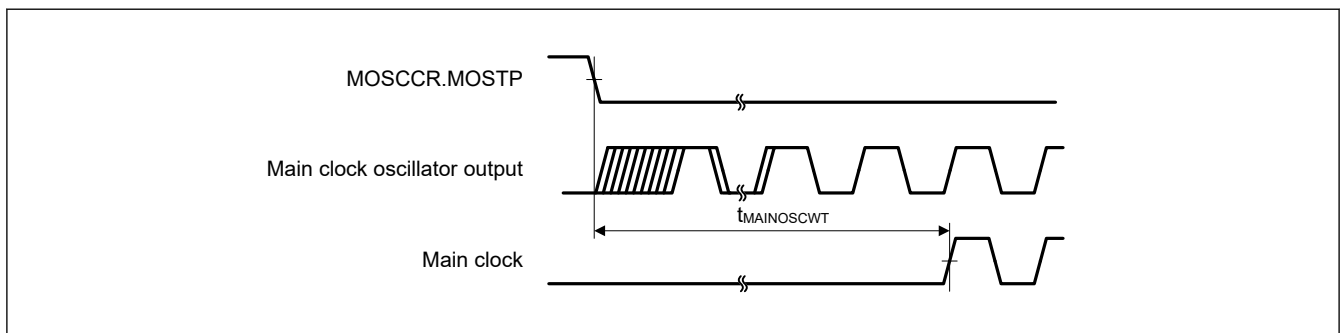 MOSCCR.MOSTP
Main clock oscillator output
tMAINOSCWT
Main clock